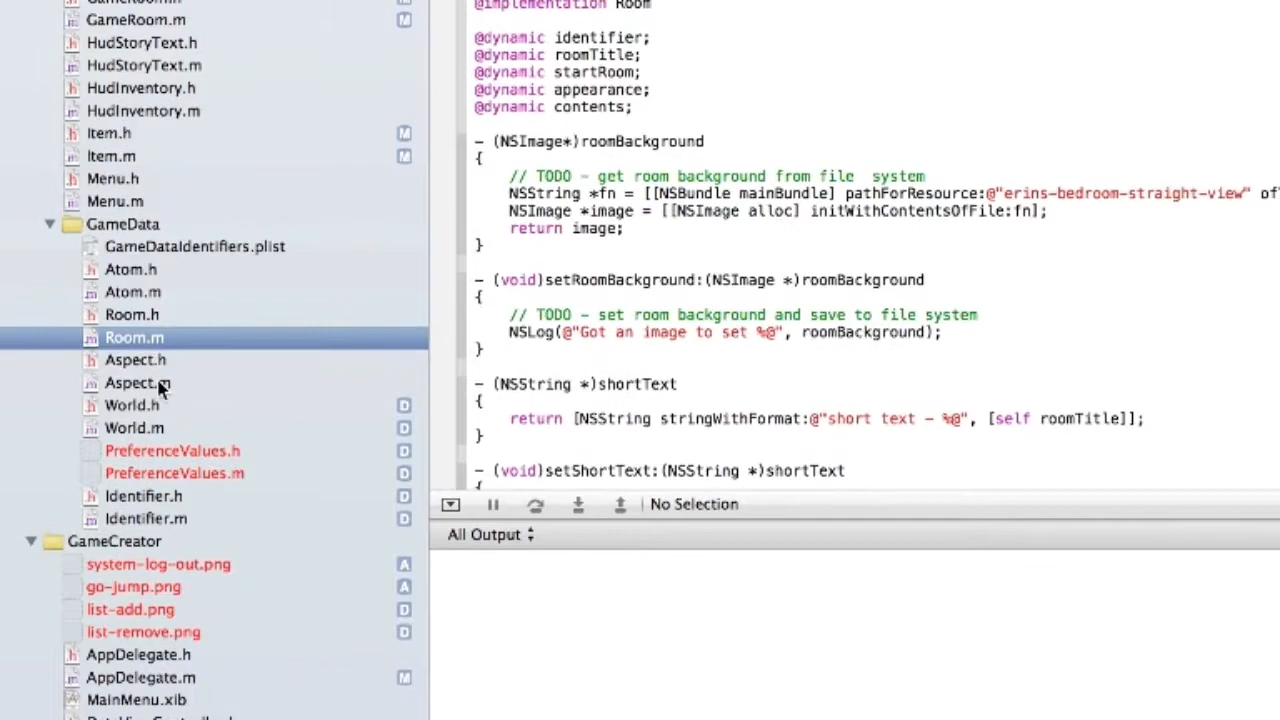 GameRoom.h
GameRoom.m M
HudStoryText.h
HudStoryText.m
HudInventory.h
HudInventory.m
Item.h M
Item.m M
Menu.h
Menu.m
GameData
GameDataIdentifiers.plist
Atom.h
Atom.m
Room.h
Room.m
Aspect.h
Aspect.m
World.h D
World.m D
PreferenceValues.h D
PreferenceValues.m D
Identifier.h D
Identifier.m D
GameCreator
system-log-out.png A
go-jump.png A
list-add.png D
list-remove.png D
AppDelegate.h
AppDelegate.m M
MainMenu.xib
@implementation Room
@dynamic identifier;
@dynamic roomTitle;
@dynamic startRoom;
@dynamic appearance;
@dynamic contents;
- (NSImage*)roomBackground
{
// TODO - get room background from file  system
NSString *fn = [[NSBundle mainBundle] pathForResource:@"erins-bedroom-straight-view" of
NSImage *image = [[NSImage alloc] initWithContentsOfFile:fn];
return image;
}
- (void)setRoomBackground:(NSImage *)roomBackground
{
// TODO - set room background and save to file system
NSLog(@"Got an image to set %@", roomBackground);
}
- (NSString *)shortText
{
return [NSString stringWithFormat:@"short text - %@", [self roomTitle]];
}
- (void)setShortText:(NSString *)shortText
{
No Selection
All Output